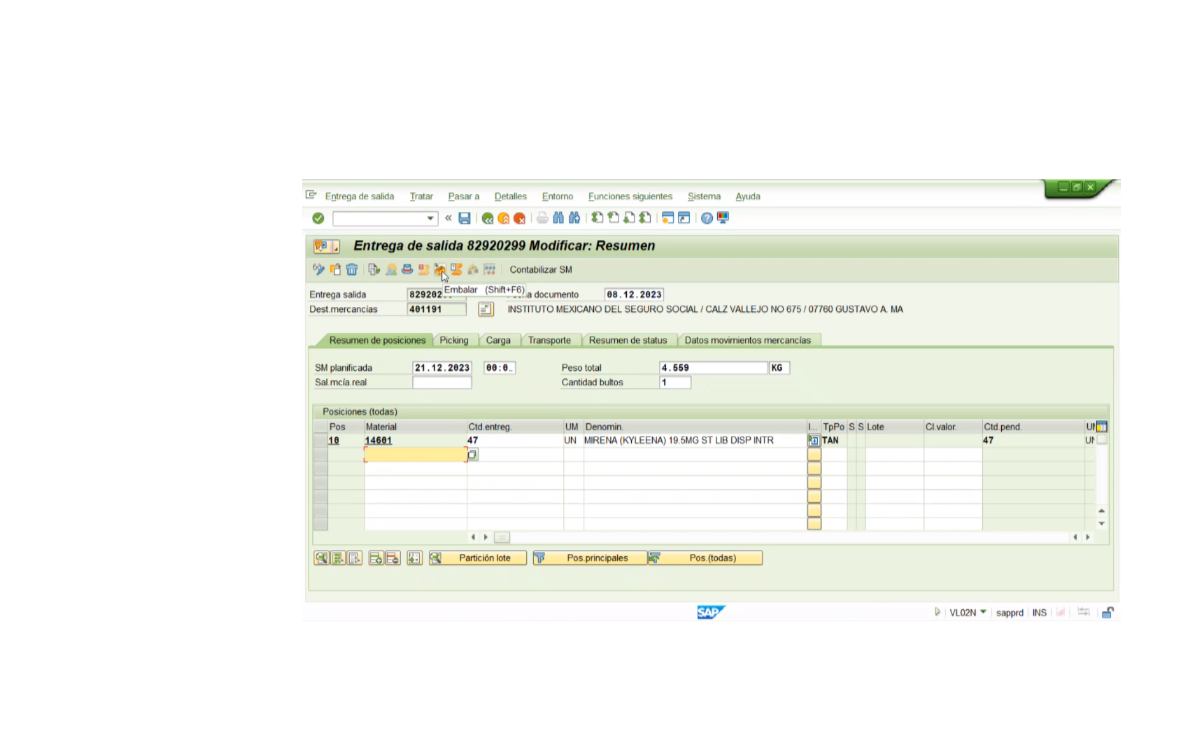 Entrega de salida Tratar Pasar a Detalles Entorno Funciones siguientes Sistema Ayuda
Entrega de salida 82920299 Modificar: Resumen
Contabilizar SM
Embalar (Shift+F6)
Entrega salida 829202 a documento 08.12.2023
Dest.mercancías 401191 INSTITUTO MEXICANO DEL SEGURO SOCIAL / CALZ VALLEJO NO 675 / 07760 GUSTAVO A. MA
Resumen de posiciones Picking Carga Transporte Resumen de status Datos movimientos mercancías
SM planificada 21.12.2023 00:0.. Peso total 4.559 KG
Sal.mcía.real Cantidad bultos 1
Posiciones (todas)
Pos Material Ctd.entreg. UM Denomin. I... TpPo S S Lote Cl.valor. Ctd.pend. UM
10 14601 47 UN MIRENA (KYLEENA) 19.5MG ST LIB DISP INTR TAN 47
Partición lote Pos.principales Pos.(todas)
SAP VL02N sapprd INS